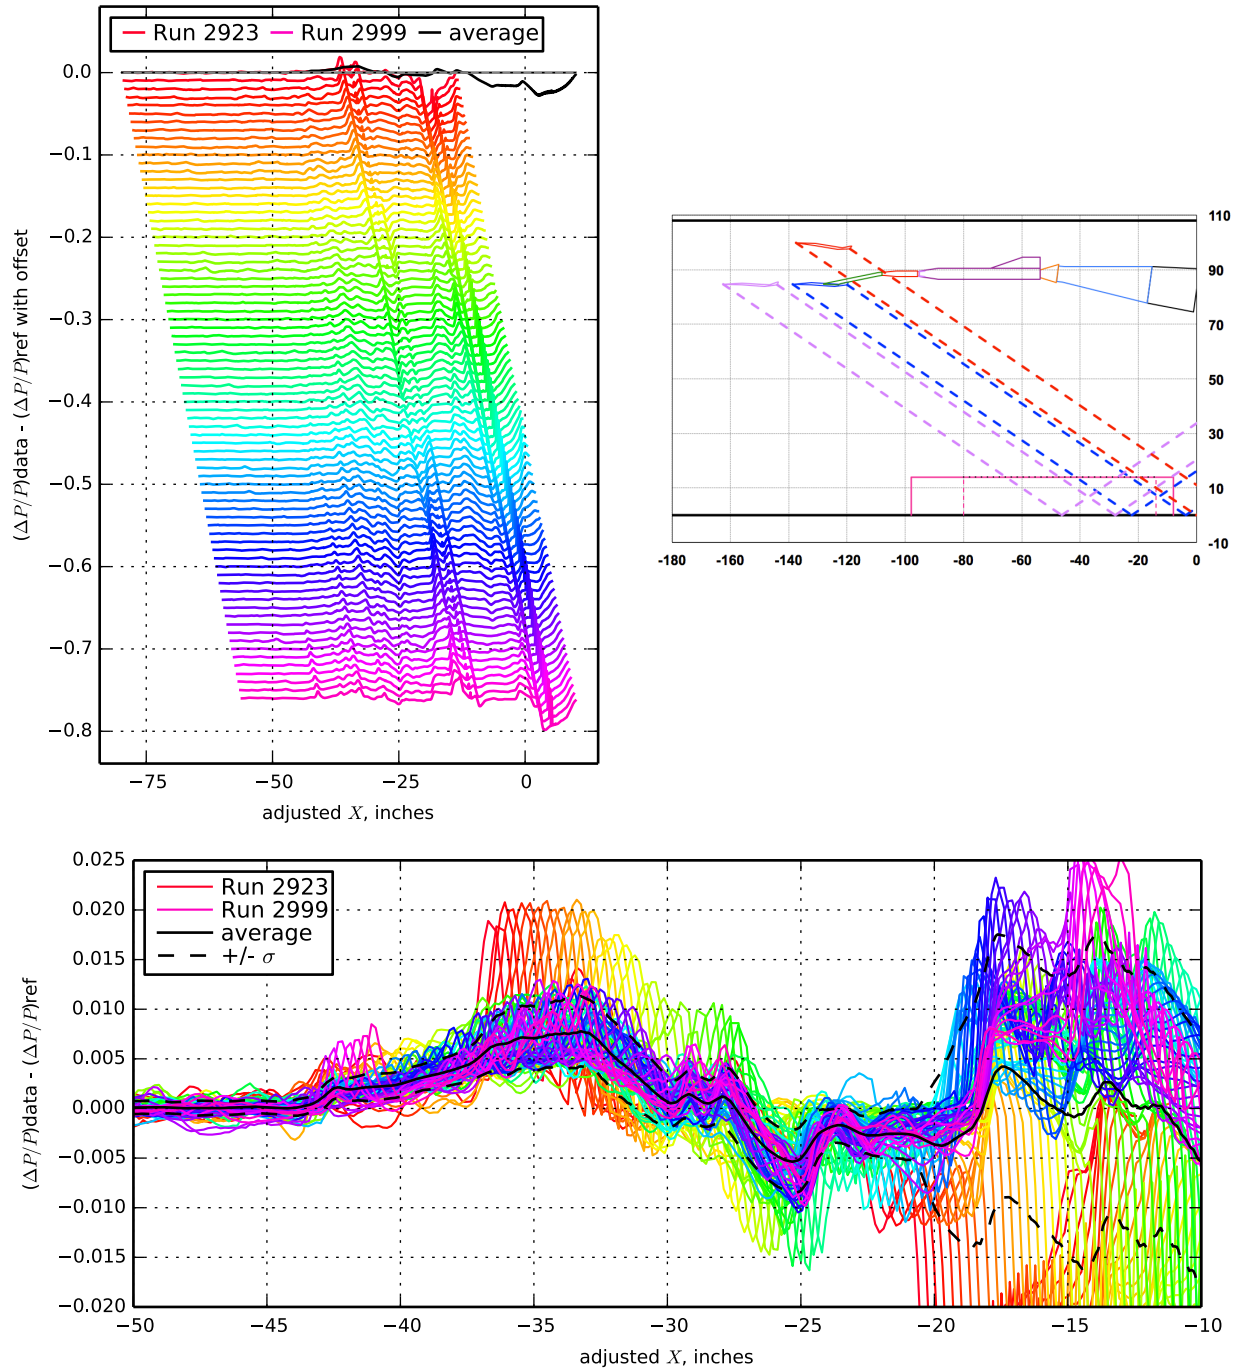 Run 2923 Run 2999 average
0.0
−0.1
−0.2
−0.3
−0.4
−0.5
−0.6
−0.7
−0.8
(ΔP/P)data - (ΔP/P)ref with offset
−75 −50 −25 0
adjusted X, inches
110
90
70
50
30
10
-10
-180 -160 -140 -120 -100 -80 -60 -40 -20 0
Run 2923
Run 2999
average
+/- σ
0.025
0.020
0.015
0.010
0.005
0.000
−0.005
−0.010
−0.015
−0.020
(ΔP/P)data - (ΔP/P)ref
−50 −45 −40 −35 −30 −25 −20 −15 −10
adjusted X, inches